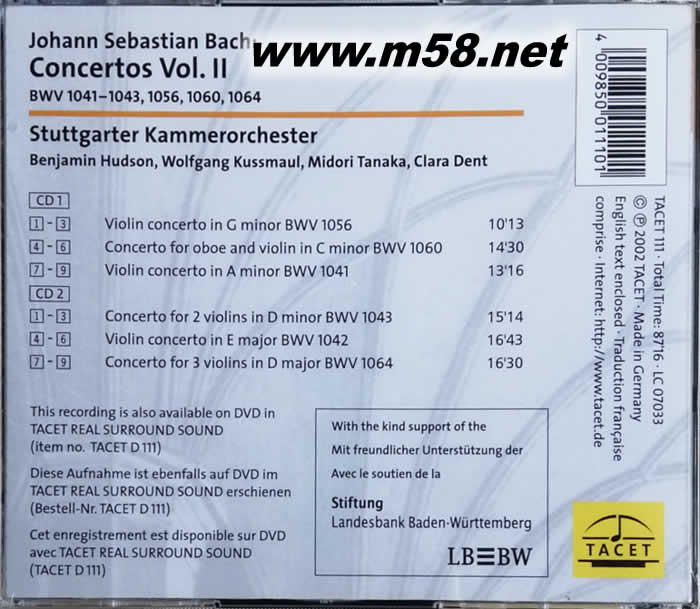 Johann Sebastian Bach
www.m58.net
Concertos Vol. II
BWV 1041–1043, 1056, 1060, 1064
Stuttgarter Kammerorchester
Benjamin Hudson, Wolfgang Kussmaul, Midori Tanaka, Clara Dent
CD 1
1 - 3 Violin concerto in G minor BWV 1056 10'13
4 - 6 Concerto for oboe and violin in C minor BWV 1060 14'30
7 - 9 Violin concerto in A minor BWV 1041 13'16
CD 2
1 - 3 Concerto for 2 violins in D minor BWV 1043 15'14
4 - 6 Violin concerto in E major BWV 1042 16'43
7 - 9 Concerto for 3 violins in D major BWV 1064 16'30
This recording is also available on DVD in
TACET REAL SURROUND SOUND
(item no. TACET D 111)
Diese Aufnahme ist ebenfalls auf DVD im
TACET REAL SURROUND SOUND erschienen
(Bestell-Nr. TACET D 111)
Cet enregistrement est disponible sur DVD
avec TACET REAL SURROUND SOUND
(TACET D 111)
With the kind support of the
Mit freundlicher Unterstützung der
Avec le soutien de la
Stiftung
Landesbank Baden-Württemberg
LB≡BW
4 009850 011101
TACET 111 · Total Time: 87'16 · LC 07033
© ℗ 2002 TACET · Made in Germany
English text enclosed · Traduction française
comprise · Internet: http://www.tacet.de
TACET